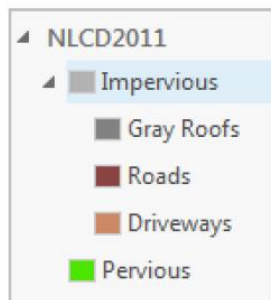 NLCD2011
Impervious
Gray Roofs
Roads
Driveways
Pervious